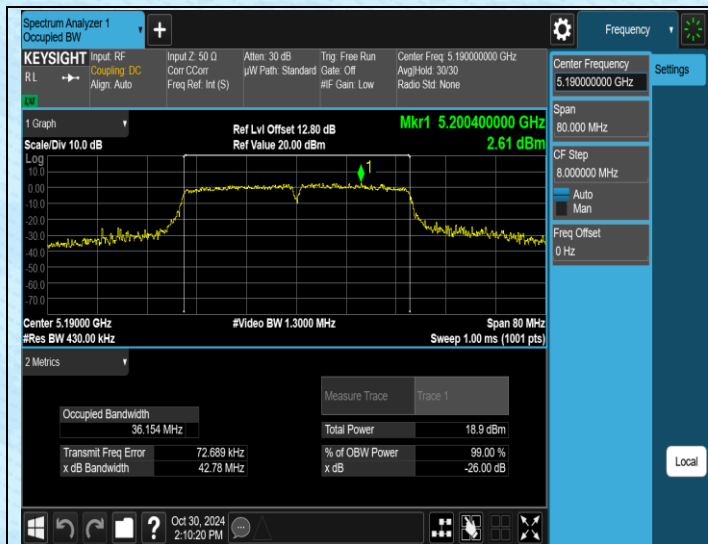 Spectrum Analyzer 1
Occupied BW
Frequency
KEYSIGHT
R L
LXI
Input: RF
Coupling: DC
Align: Auto
Input Z: 50 Ω
Corr CCorr
Freq Ref: Int (S)
Atten: 30 dB
µW Path: Standard
Trig: Free Run
Gate: Off
#IF Gain: Low
Center Freq: 5.190000000 GHz
Avg|Hold: 30/30
Radio Std: None
Center Frequency
5.190000000 GHz
Settings
Span
80.000 MHz
CF Step
8.000000 MHz
Auto
Man
Freq Offset
0 Hz
1 Graph
Scale/Div 10.0 dB
Ref Lvl Offset 12.80 dB
Ref Value 20.00 dBm
Mkr1 5.200400000 GHz
2.61 dBm
Log
10.0
0.00
-10.0
-20.0
-30.0
-40.0
-50.0
-60.0
-70.0
1
Center 5.19000 GHz
#Res BW 430.00 kHz
#Video BW 1.3000 MHz
Span 80 MHz
Sweep 1.00 ms (1001 pts)
2 Metrics
Measure Trace
Trace 1
Occupied Bandwidth
36.154 MHz
Total Power
18.9 dBm
Transmit Freq Error
72.689 kHz
% of OBW Power
99.00 %
x dB Bandwidth
42.78 MHz
x dB
-26.00 dB
Local
?
Oct 30, 2024
2:10:20 PM